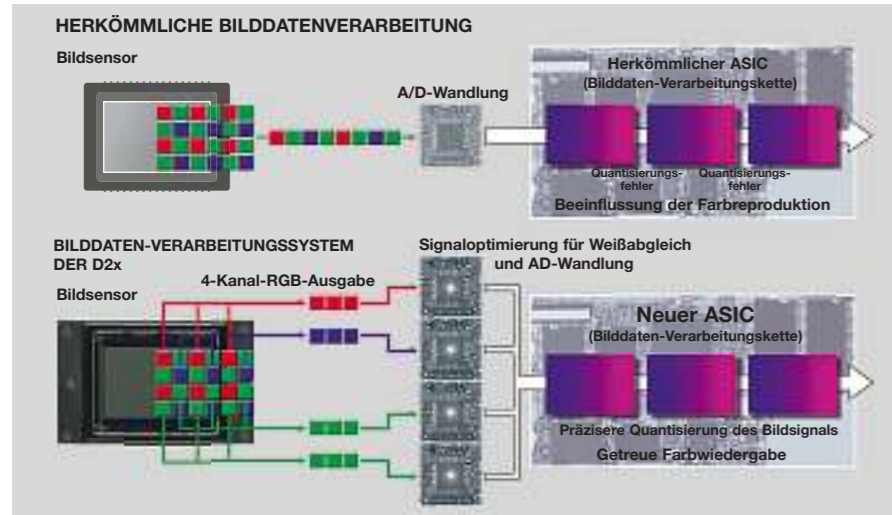 HERKÖMMLICHE BILDDATENVERARBEITUNG
Bildsensor
A/D-Wandlung
Herkömmlicher ASIC
(Bilddaten-Verarbeitungskette)
Quantisierungs-
fehler
Quantisierungs-
fehler
Beeinflussung der Farbreproduktion
BILDDATEN-VERARBEITUNGSSYSTEM
DER D2x
Bildsensor
4-Kanal-RGB-Ausgabe
Signaloptimierung für Weißabgleich
und AD-Wandlung
Neuer ASIC
(Bilddaten-Verarbeitungskette)
Präzisere Quantisierung des Bildsignals
Getreue Farbwiedergabe